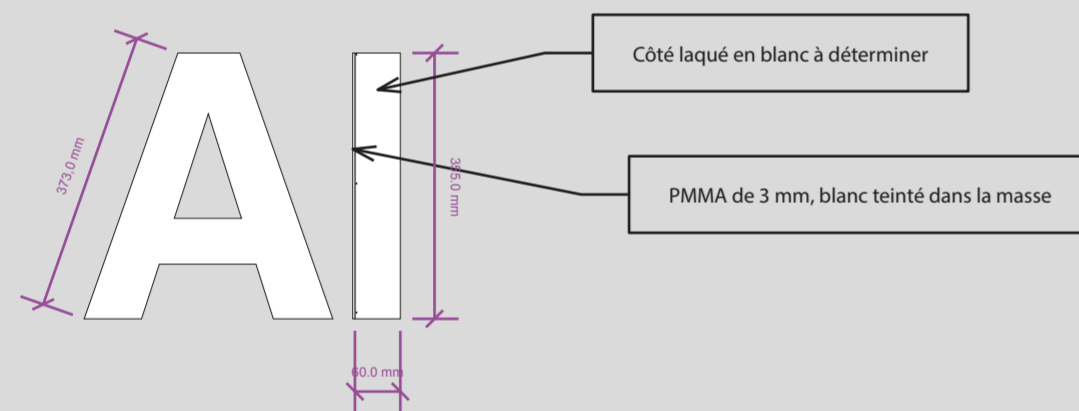 A
373,0 mm
mm
60.0 mm
Côté laqué en blanc à déterminer
PMMA de 3 mm, blanc teinté dans la masse